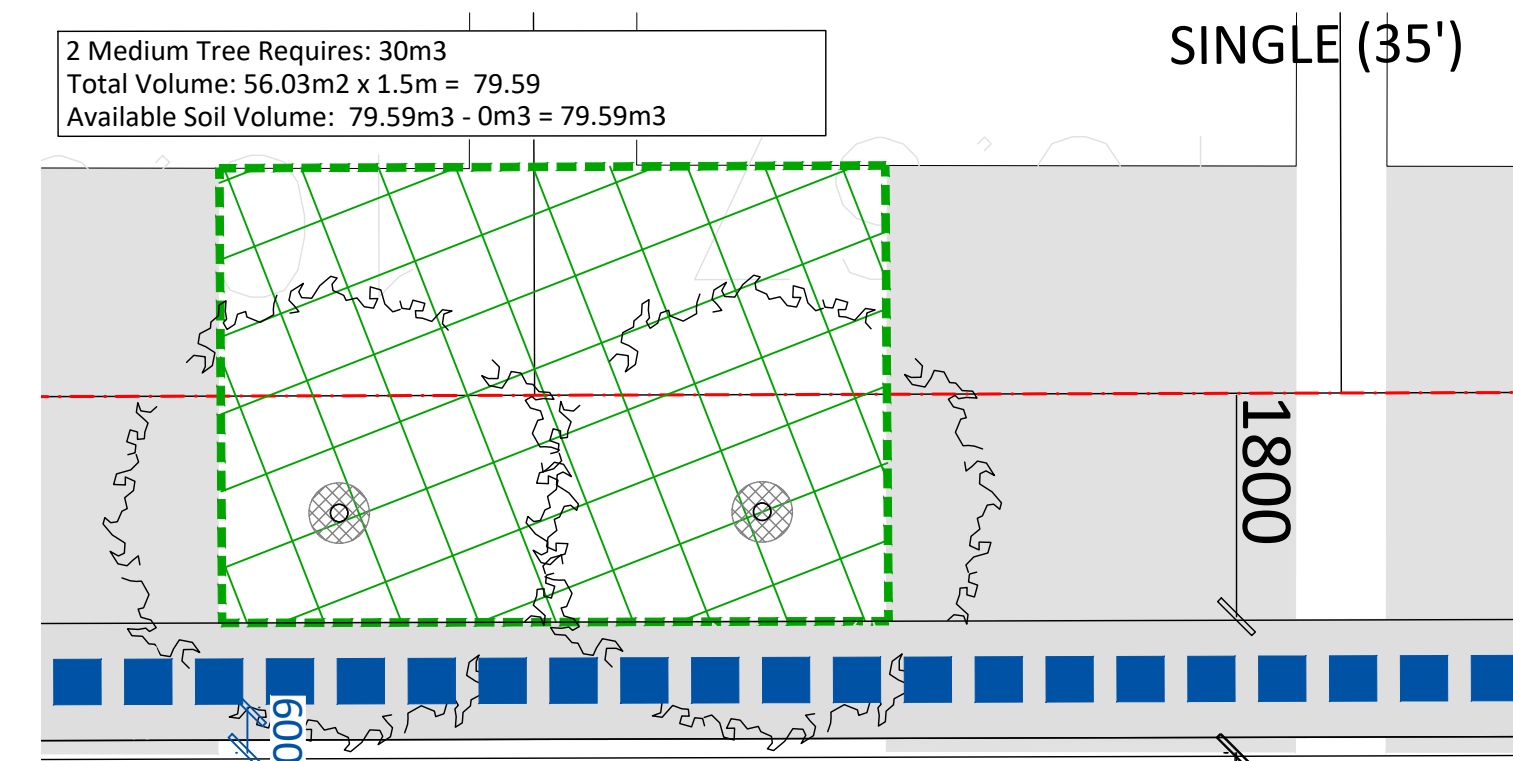 2 Medium Tree Requires: 30m3
Total Volume: 56.03m2 x 1.5m =  79.59
Available Soil Volume:  79.59m3 - 0m3 = 79.59m3
SINGLE (35')
1800
600